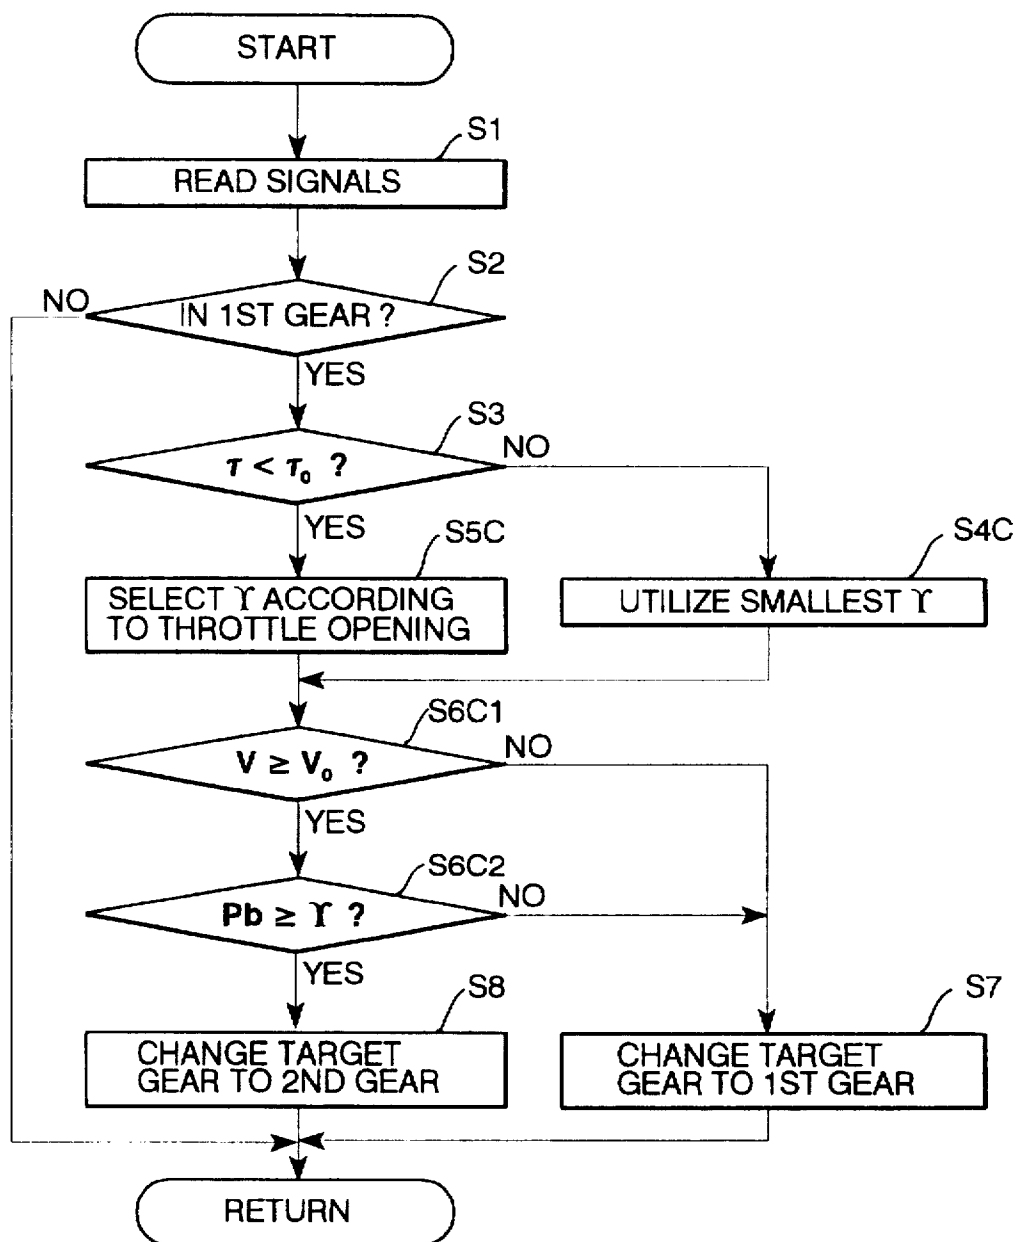 START
S1
READ SIGNALS
S2
NO
IN 1ST GEAR ?
YES
S3
NO
τ < τ₀ ?
YES
S5C
S4C
SELECT ϒ ACCORDING
TO THROTTLE OPENING
UTILIZE SMALLEST ϒ
S6C1
NO
V ≥ V₀ ?
YES
S6C2
NO
Pb ≥ ϒ ?
YES
S8
S7
CHANGE TARGET
GEAR TO 2ND GEAR
CHANGE TARGET
GEAR TO 1ST GEAR
RETURN